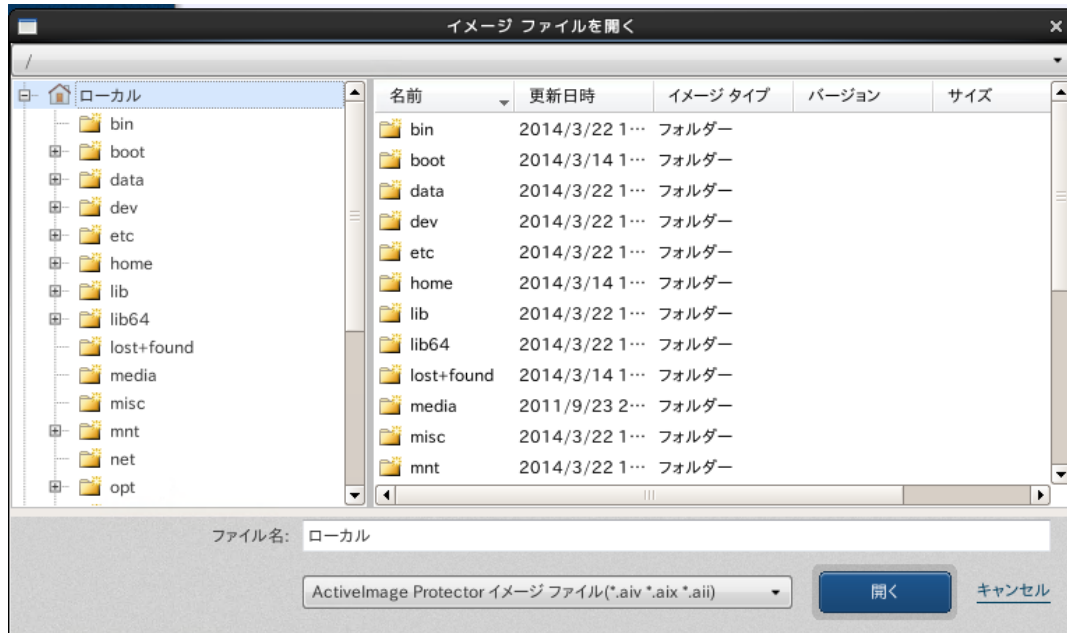 イメージ ファイルを開く
/
ローカル
bin
boot
data
dev
etc
home
lib
lib64
lost+found
media
misc
mnt
net
opt
名前 更新日時 イメージ タイプ バージョン サイズ
bin 2014/3/22 1… フォルダー
boot 2014/3/14 1… フォルダー
data 2014/3/22 1… フォルダー
dev 2014/3/22 1… フォルダー
etc 2014/3/22 1… フォルダー
home 2014/3/14 1… フォルダー
lib 2014/3/22 1… フォルダー
lib64 2014/3/22 1… フォルダー
lost+found 2014/3/14 1… フォルダー
media 2011/9/23 2… フォルダー
misc 2014/3/22 1… フォルダー
mnt 2014/3/22 1… フォルダー
ファイル名: ローカル
ActiveImage Protector イメージ ファイル(*.aiv *.aix *.aii) 開く キャンセル